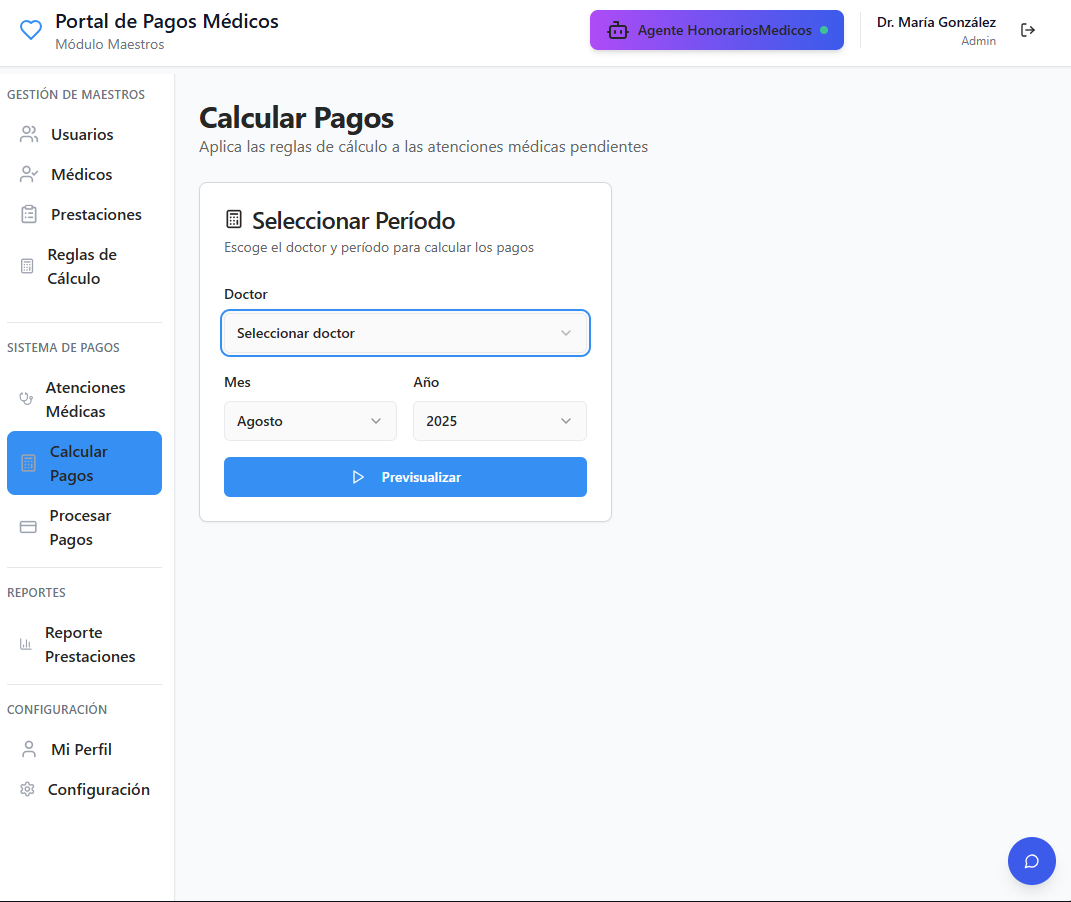 Portal de Pagos Médicos
Módulo Maestros
Agente HonorariosMedicos
Dr. María González
Admin
GESTIÓN DE MAESTROS
Usuarios
Médicos
Prestaciones
Reglas de
Cálculo
SISTEMA DE PAGOS
Atenciones
Médicas
Calcular
Pagos
Procesar
Pagos
REPORTES
Reporte
Prestaciones
CONFIGURACIÓN
Mi Perfil
Configuración
Calcular Pagos
Aplica las reglas de cálculo a las atenciones médicas pendientes
Seleccionar Período
Escoge el doctor y período para calcular los pagos
Doctor
Seleccionar doctor
Mes
Año
Agosto
2025
Previsualizar